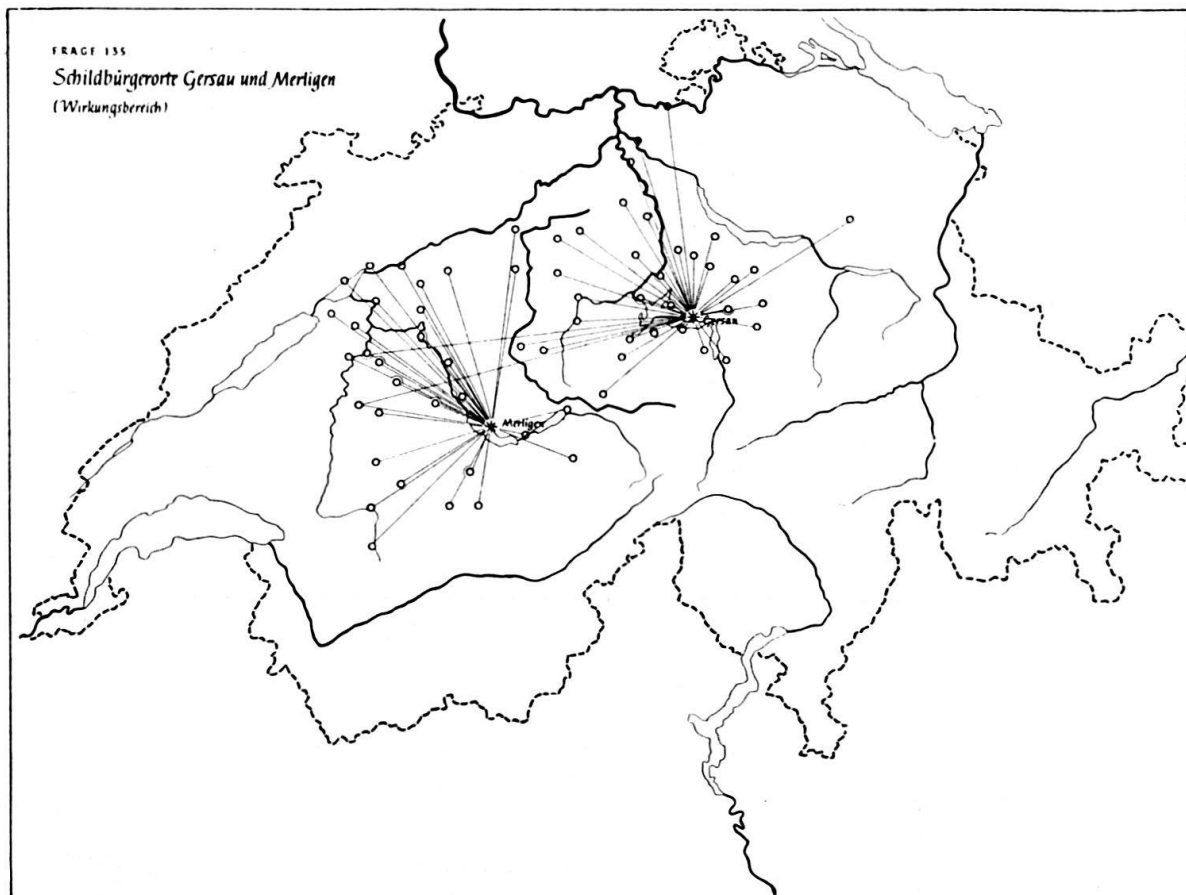 FRAGE 135
Schildbürgerorte Gersau und Merligen
(Wirkungsbereich)
Gersau
Merligen